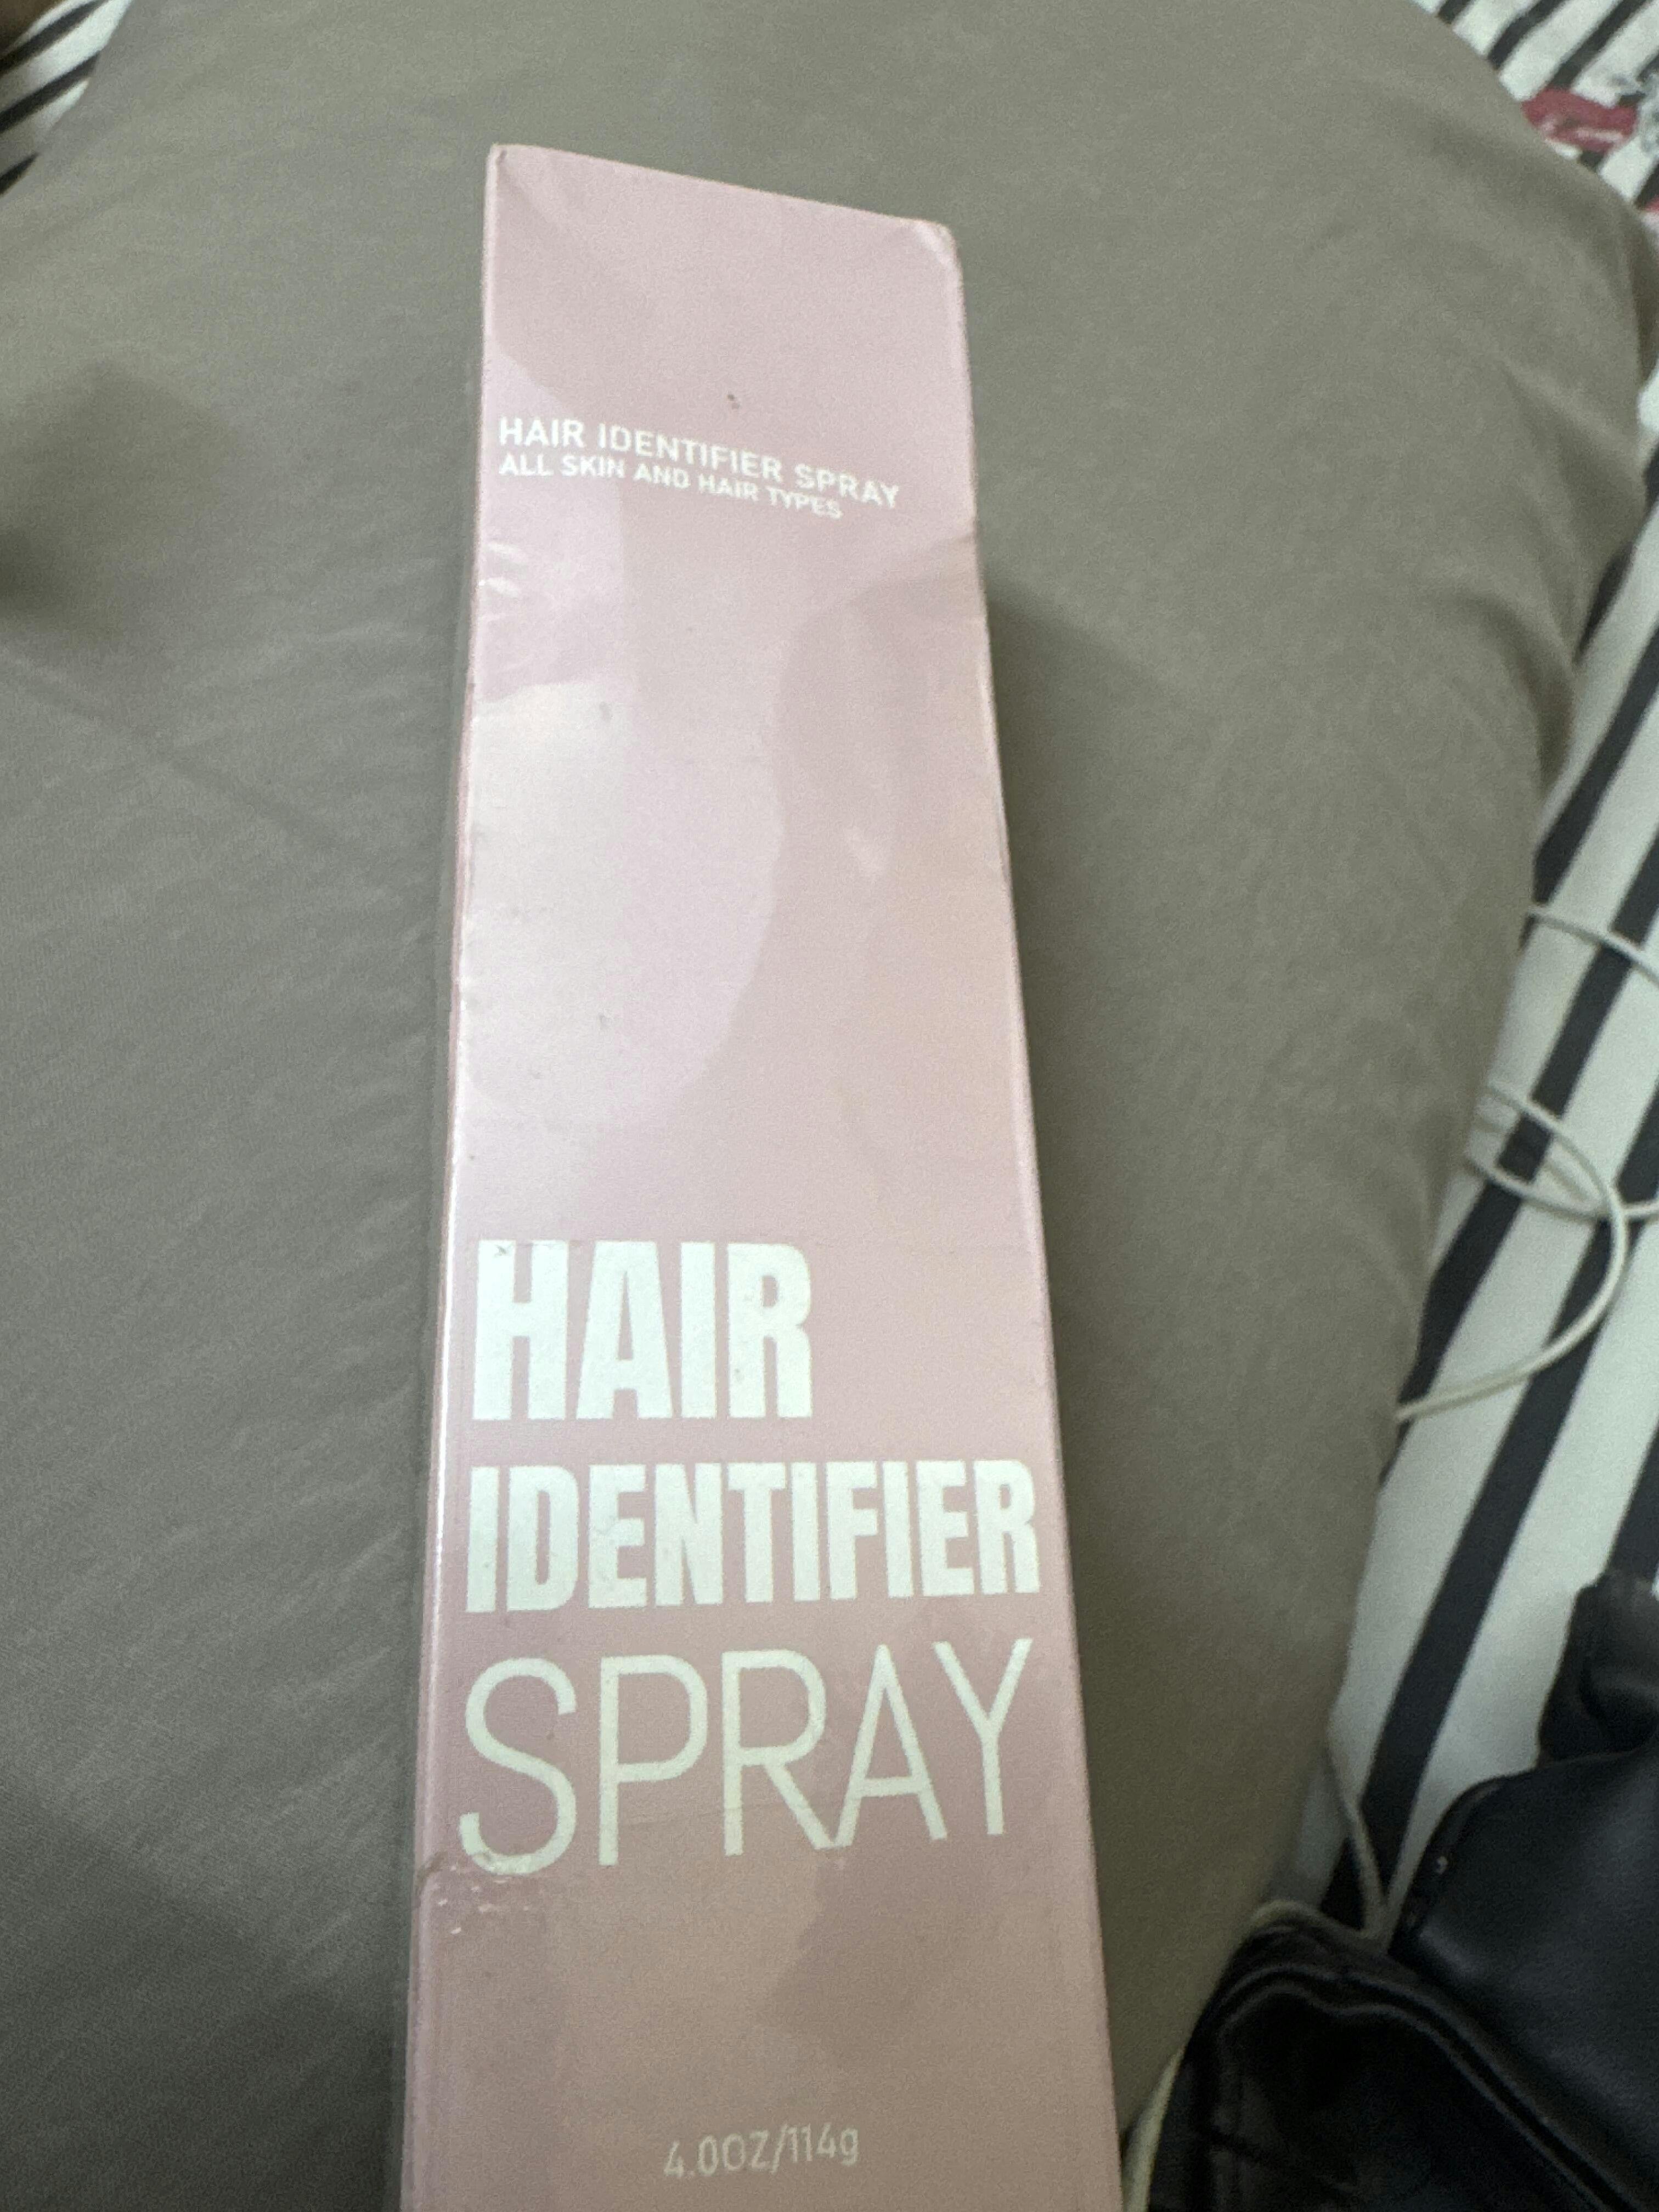 HAIR IDENTIFIER SPRAY
ALL SKIN AND HAIR TYPES
HAIR
IDENTIFIER
SPRAY
4.0OZ/114g